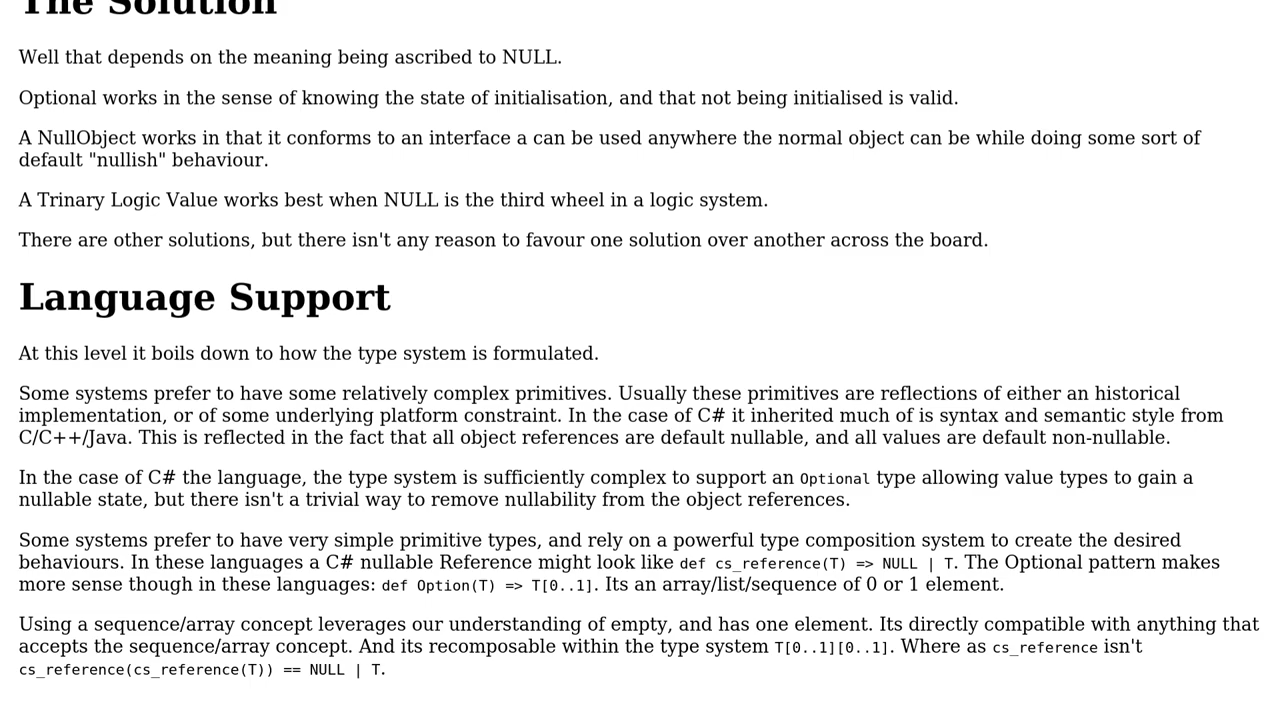 The Solution
Well that depends on the meaning being ascribed to NULL.
Optional works in the sense of knowing the state of initialisation, and that not being initialised is valid.
A NullObject works in that it conforms to an interface a can be used anywhere the normal object can be while doing some sort of
default "nullish" behaviour.
A Trinary Logic Value works best when NULL is the third wheel in a logic system.
There are other solutions, but there isn't any reason to favour one solution over another across the board.
Language Support
At this level it boils down to how the type system is formulated.
Some systems prefer to have some relatively complex primitives. Usually these primitives are reflections of either an historical
implementation, or of some underlying platform constraint. In the case of C# it inherited much of is syntax and semantic style from
C/C++/Java. This is reflected in the fact that all object references are default nullable, and all values are default non-nullable.
In the case of C# the language, the type system is sufficiently complex to support an Optional type allowing value types to gain a
nullable state, but there isn't a trivial way to remove nullability from the object references.
Some systems prefer to have very simple primitive types, and rely on a powerful type composition system to create the desired
behaviours. In these languages a C# nullable Reference might look like def cs_reference(T) => NULL | T. The Optional pattern makes
more sense though in these languages: def Option(T) => T[0..1]. Its an array/list/sequence of 0 or 1 element.
Using a sequence/array concept leverages our understanding of empty, and has one element. Its directly compatible with anything that
accepts the sequence/array concept. And its recomposable within the type system T[0..1][0..1]. Where as cs_reference isn't
cs_reference(cs_reference(T)) == NULL | T.